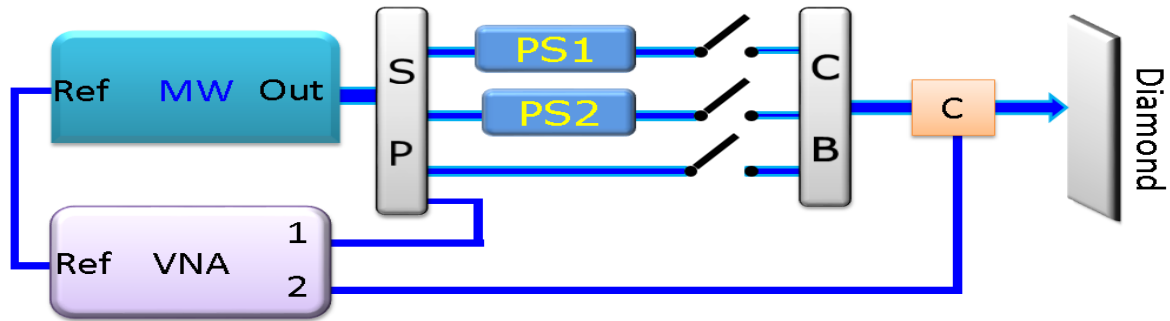 Ref MW Out
S
P
PS1
PS2
C
B
C
Diamond
Ref VNA 1
2